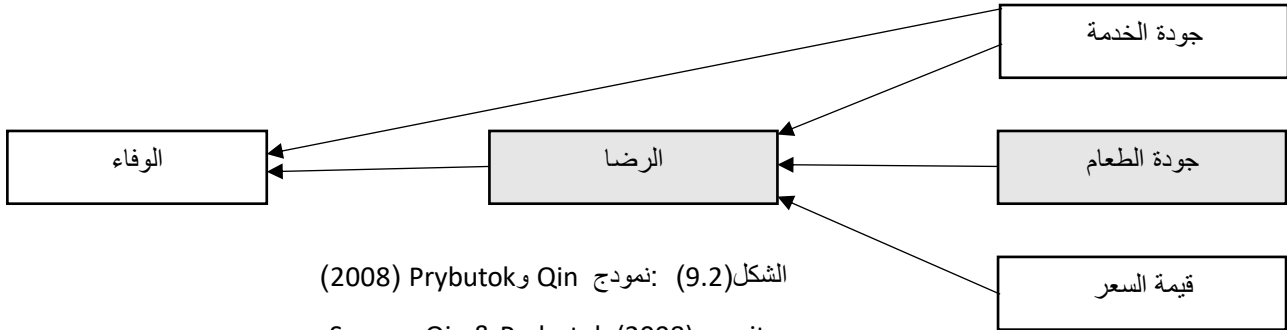 جودة الخدمة
الوفاء
الرضا
جودة الطعام
قيمة السعر
الشكل(9.2) :نموذج Qin وPrybutok (2008)